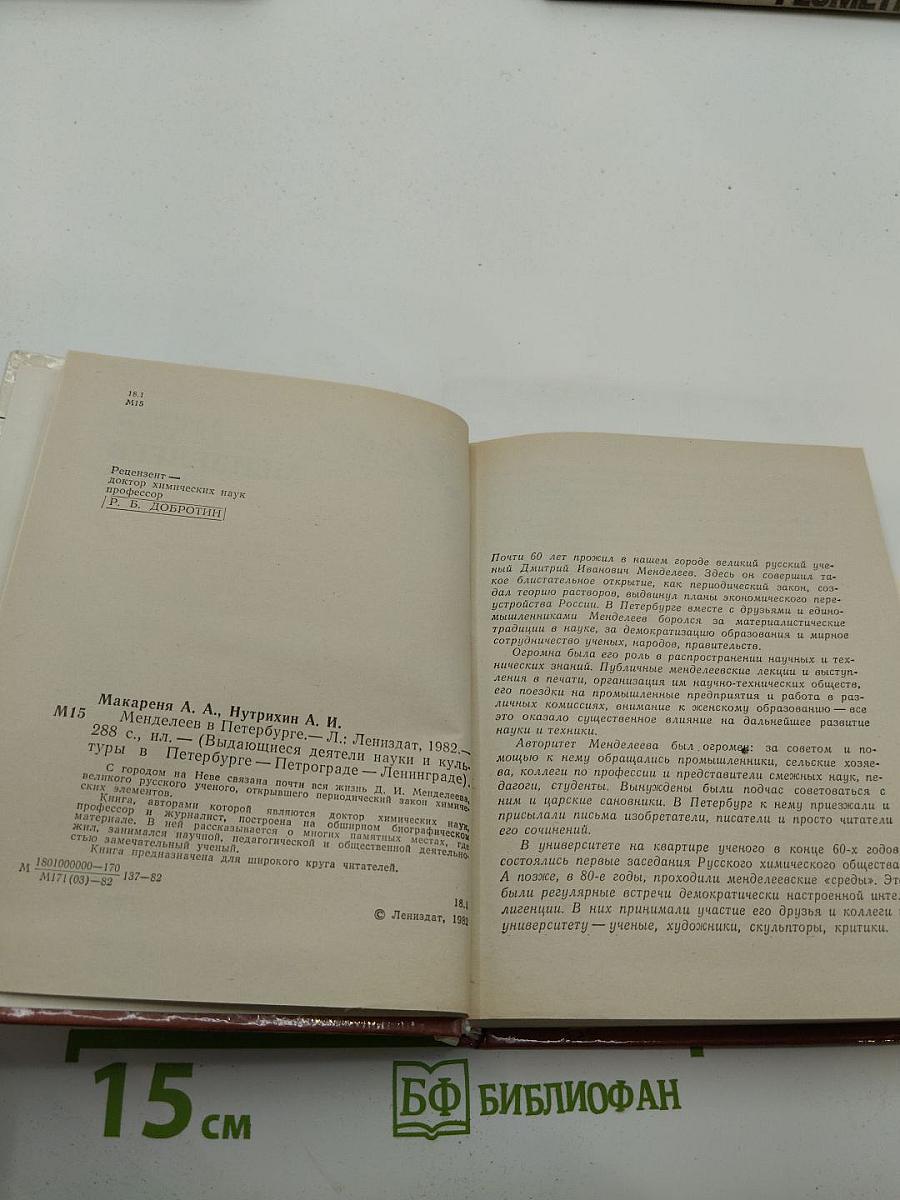 18.1
М15
Рецензент —
доктор химических наук
профессор
Р. Б. ДОБРОТИН
Макареня А. А., Нутрихин А. И.
М15 Менделеев в Петербурге.— Л.: Лениздат, 1982.—
288 с., ил.— (Выдающиеся деятели науки и куль-
туры в Петербурге — Петрограде — Ленинграде).
С городом на Неве связана почти вся жизнь Д. И. Менделеева,
великого русского ученого, открывшего периодический закон химиче-
ских элементов.
Книга, авторами которой являются доктор химических наук,
профессор и журналист, построена на обширном биографическом
материале. В ней рассказывается о многих памятных местах, где
жил, занимался научной, педагогической и общественной деятельно-
стью замечательный ученый.
Книга предназначена для широкого круга читателей.
М 1801000000—170
М171(03)—82 137—82
18.1
© Лениздат, 1982
Почти 60 лет прожил в нашем городе великий русский уче-
ный Дмитрий Иванович Менделеев. Здесь он совершил та-
кое блистательное открытие, как периодический закон, соз-
дал теорию растворов, выдвинул планы экономического пере-
устройства России. В Петербурге вместе с друзьями и едино-
мышленниками Менделеев боролся за материалистические
традиции в науке, за демократизацию образования и мирное
сотрудничество ученых, народов, правительств.
Огромна была его роль в распространении научных и тех-
нических знаний. Публичные менделеевские лекции и выступ-
ления в печати, организация им научно-технических обществ,
его поездки на промышленные предприятия и работа в раз-
личных комиссиях, внимание к женскому образованию — все
это оказало существенное влияние на дальнейшее развитие
науки и техники.
Авторитет Менделеева был огромен: за советом и по-
мощью к нему обращались промышленники, сельские хозяе-
ва, коллеги по профессии и представители смежных наук, пе-
дагоги, студенты. Вынуждены были подчас советоваться с
ним и царские сановники. В Петербург к нему приезжали и
присылали письма изобретатели, писатели и просто читатели
его сочинений.
В университете на квартире ученого в конце 60-х годов
состоялись первые заседания Русского химического общества.
А позже, в 80-е годы, проходили менделеевские «среды». Это
были регулярные встречи демократически настроенной интел-
лигенции. В них принимали участие его друзья и коллеги
университету — ученые, художники, скульпторы, критики.
15 см
БФ БИБЛИОФАН